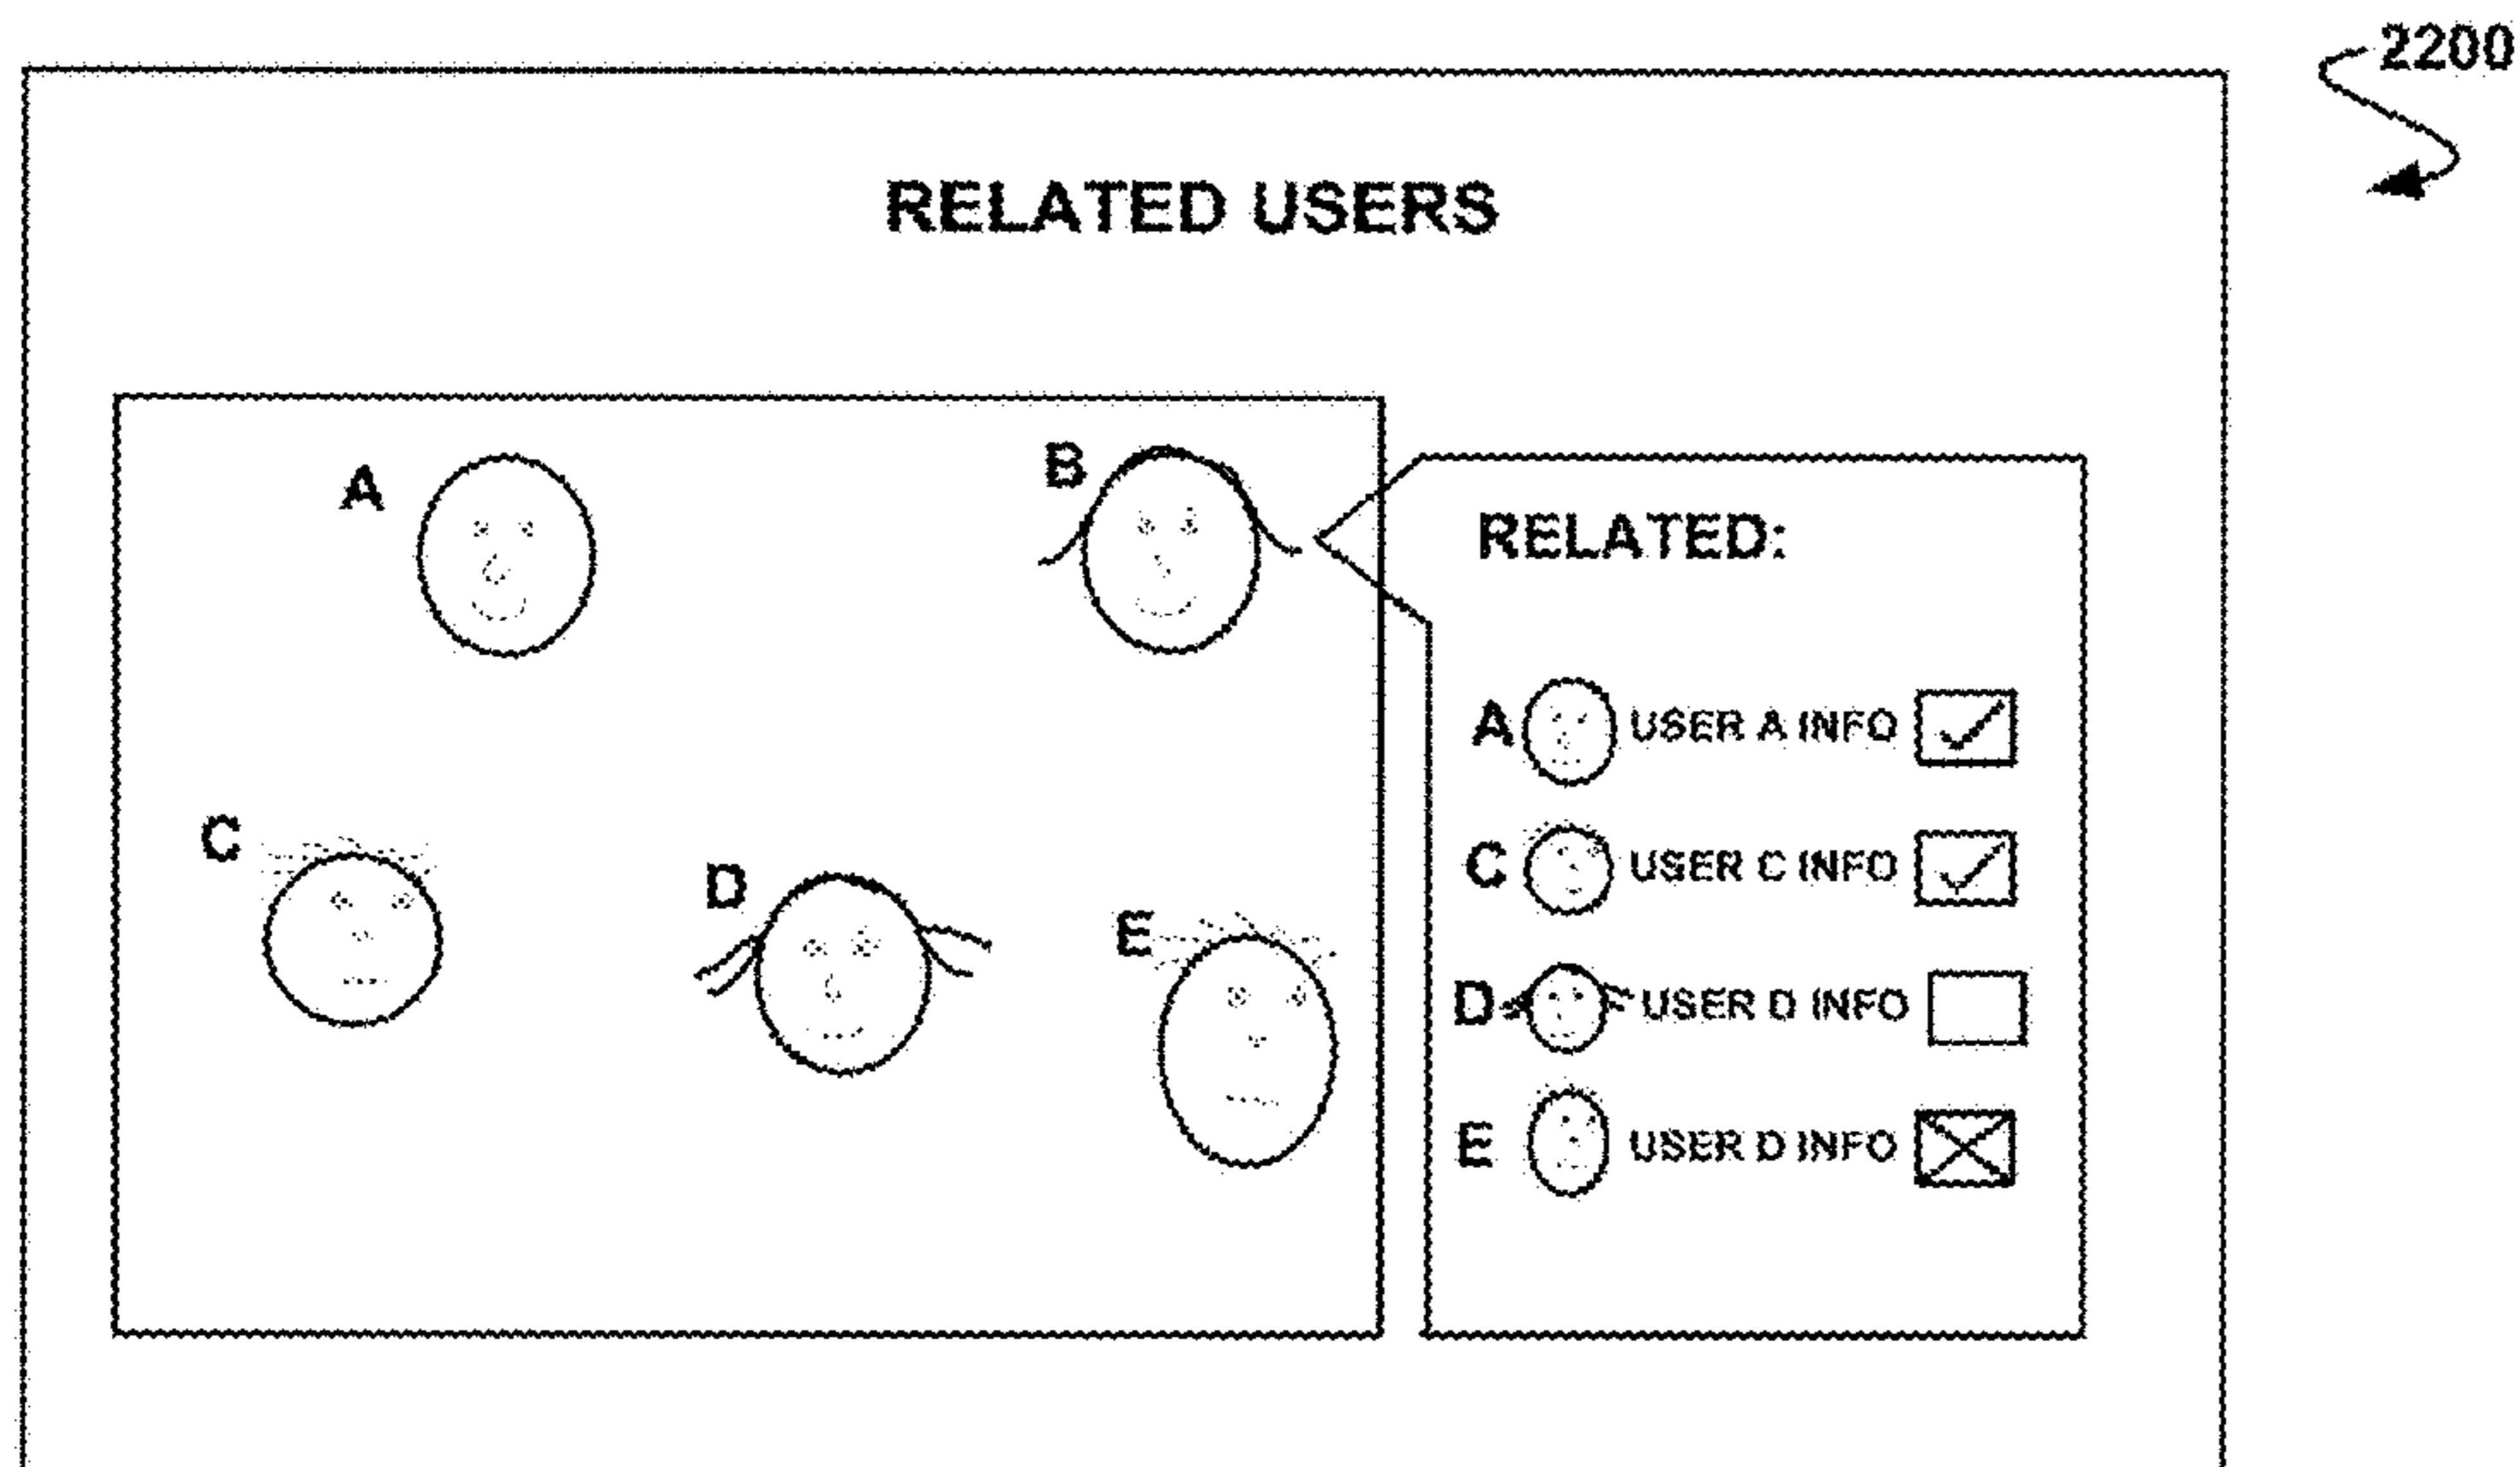 2200
RELATED USERS
A
B
RELATED:
A USER A INFO
C USER C INFO
D USER D INFO
E USER D INFO
C
D
E